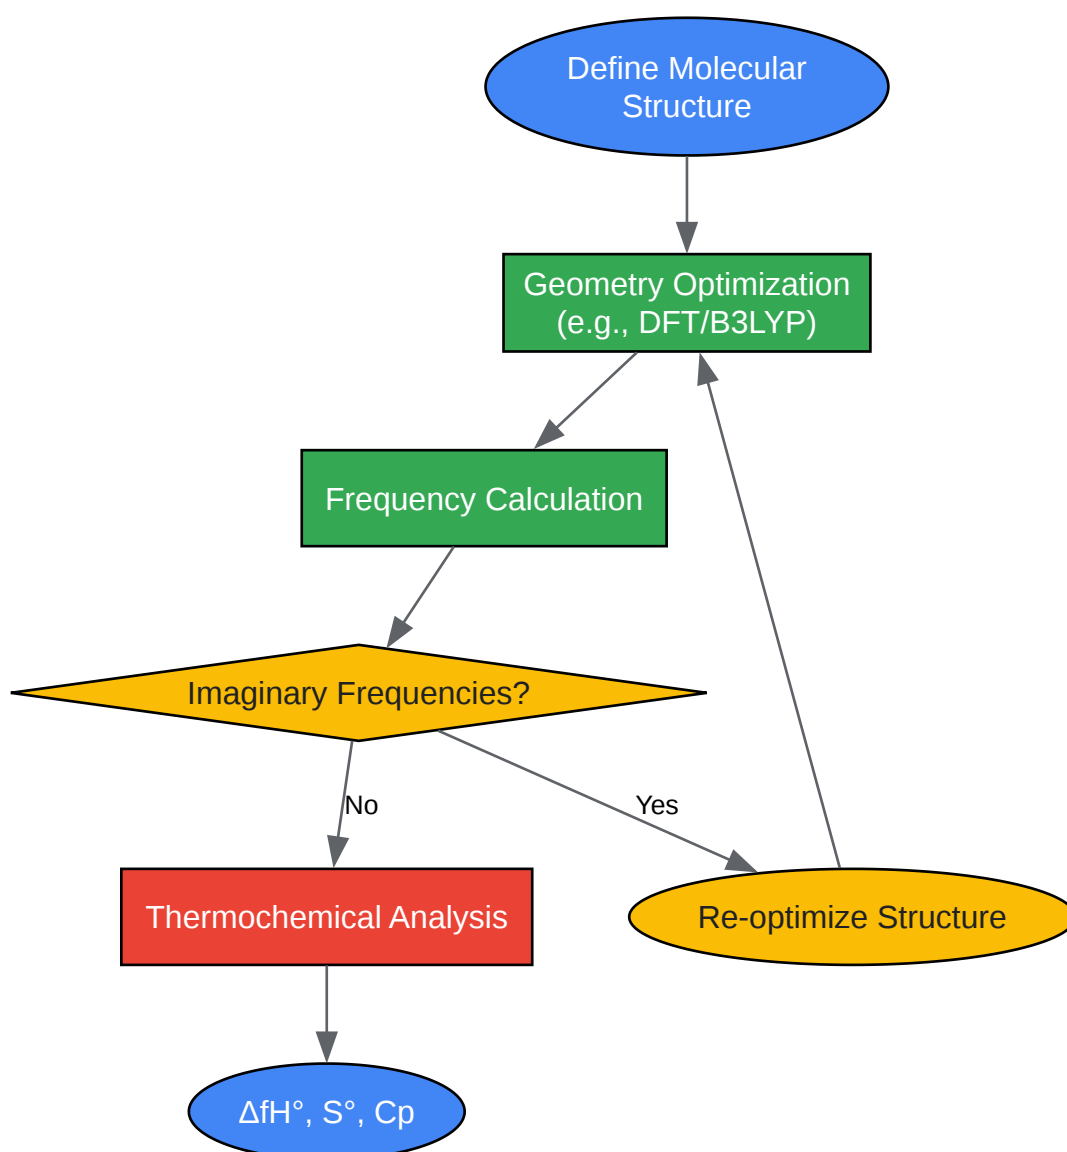 Define Molecular
Structure
Geometry Optimization
(e.g., DFT/B3LYP)
Frequency Calculation
Imaginary Frequencies?
No
Yes
Thermochemical Analysis
Re-optimize Structure
ΔfH°, S°, Cp